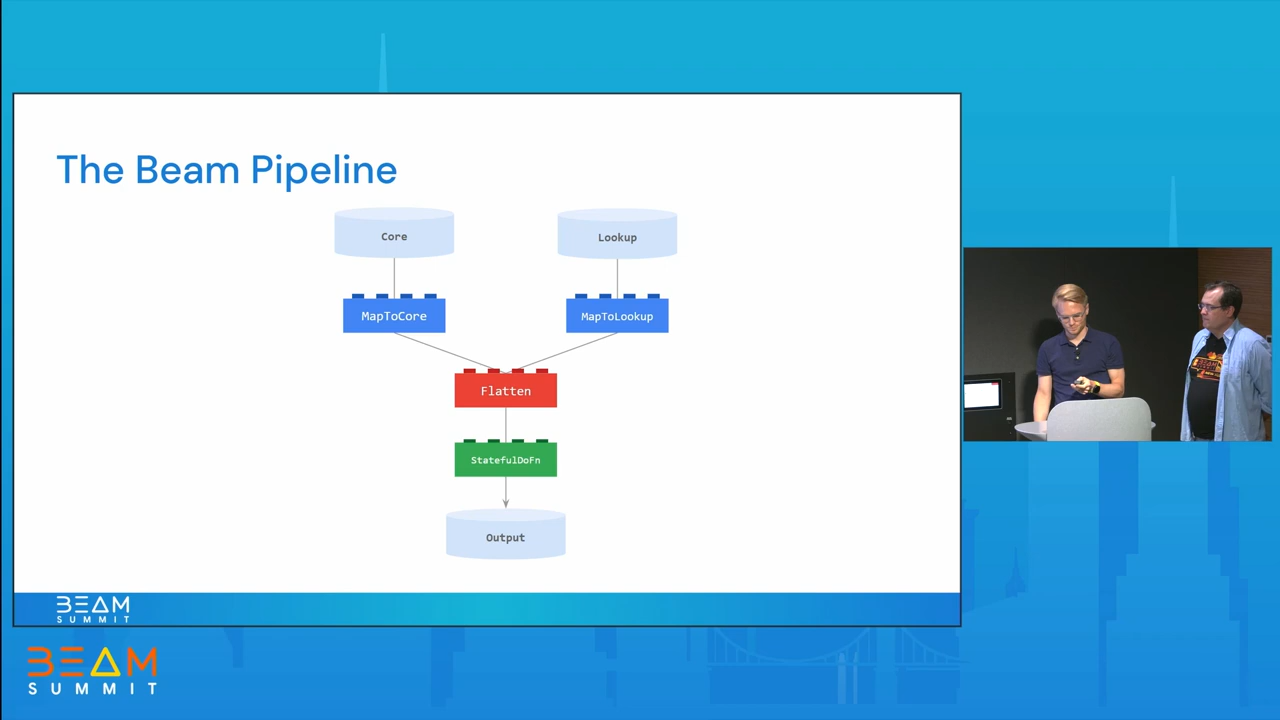 The Beam Pipeline
Core
Lookup
MapToCore
MapToLookup
Flatten
StatefulDoFn
Output
BEAM
SUMMIT
BEAM
SUMMIT